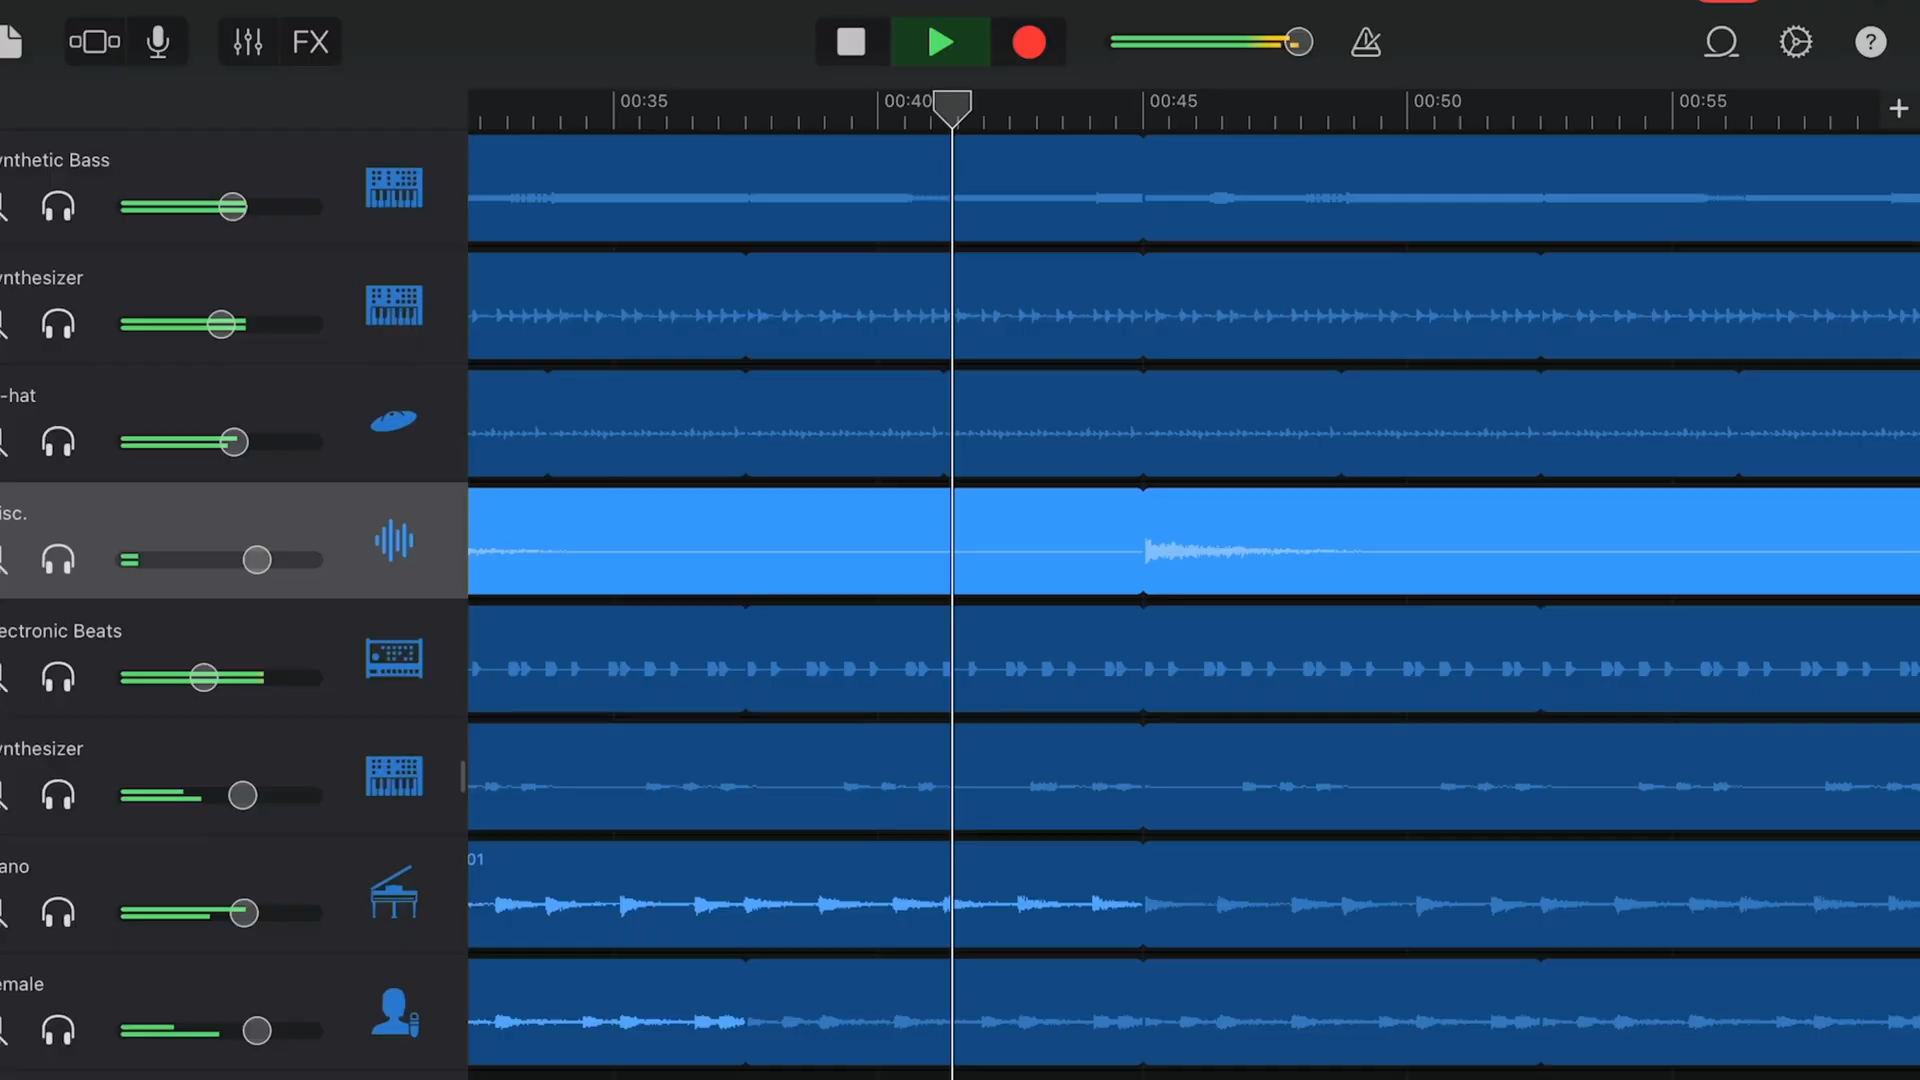 FX
00:35
00:40
00:45
00:50
00:55
?
+
ynthetic Bass
ynthesizer
-hat
isc.
ectronic Beats
ynthesizer
ano
01
emale